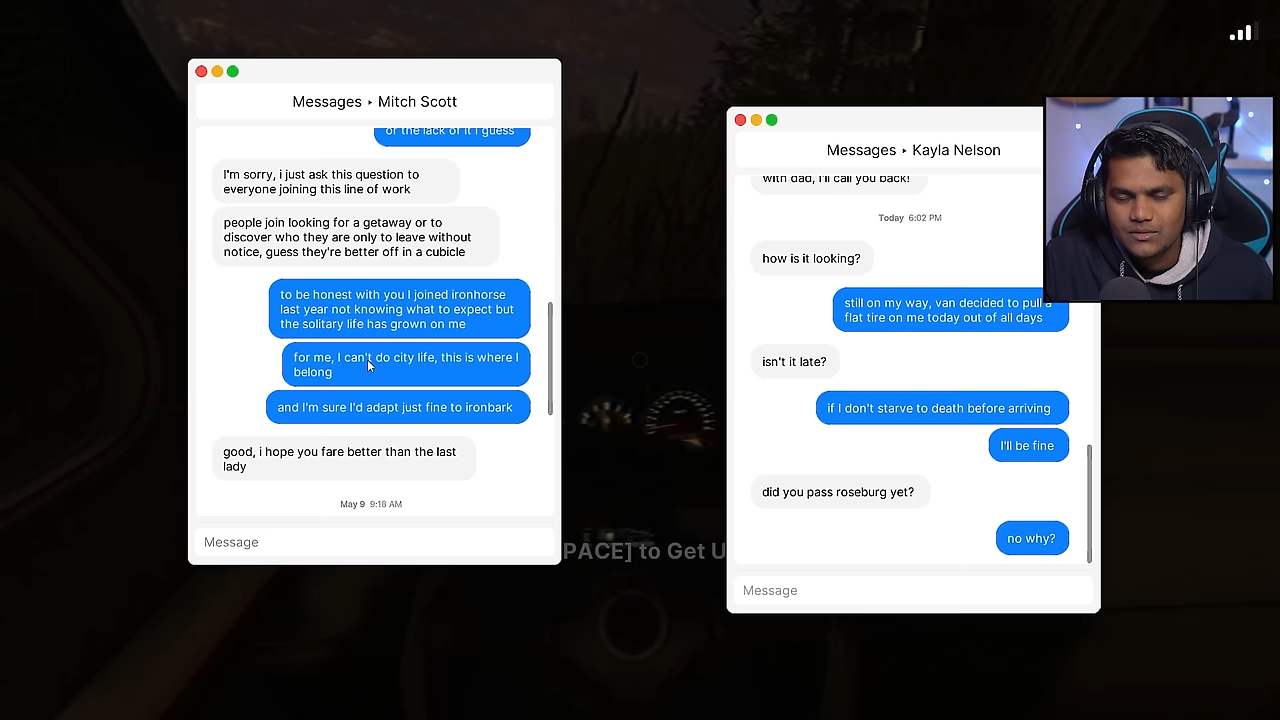 Messages ▸ Mitch Scott
or the lack of it I guess
I'm sorry, i just ask this question to
everyone joining this line of work
people join looking for a getaway or to
discover who they are only to leave without
notice, guess they're better off in a cubicle
to be honest with you I joined ironhorse
last year not knowing what to expect but
the solitary life has grown on me
for me, I can't do city life, this is where I
belong
and I'm sure I'd adapt just fine to ironbark
good, i hope you fare better than the last
lady
May 9 9:18 AM
Message
PACE] to Get U
Messages ▸ Kayla Nelson
with dad, I'll call you back!
Today 6:02 PM
how is it looking?
still on my way, van decided to pull a
flat tire on me today out of all days
isn't it late?
if I don't starve to death before arriving
I'll be fine
did you pass roseburg yet?
no why?
Message